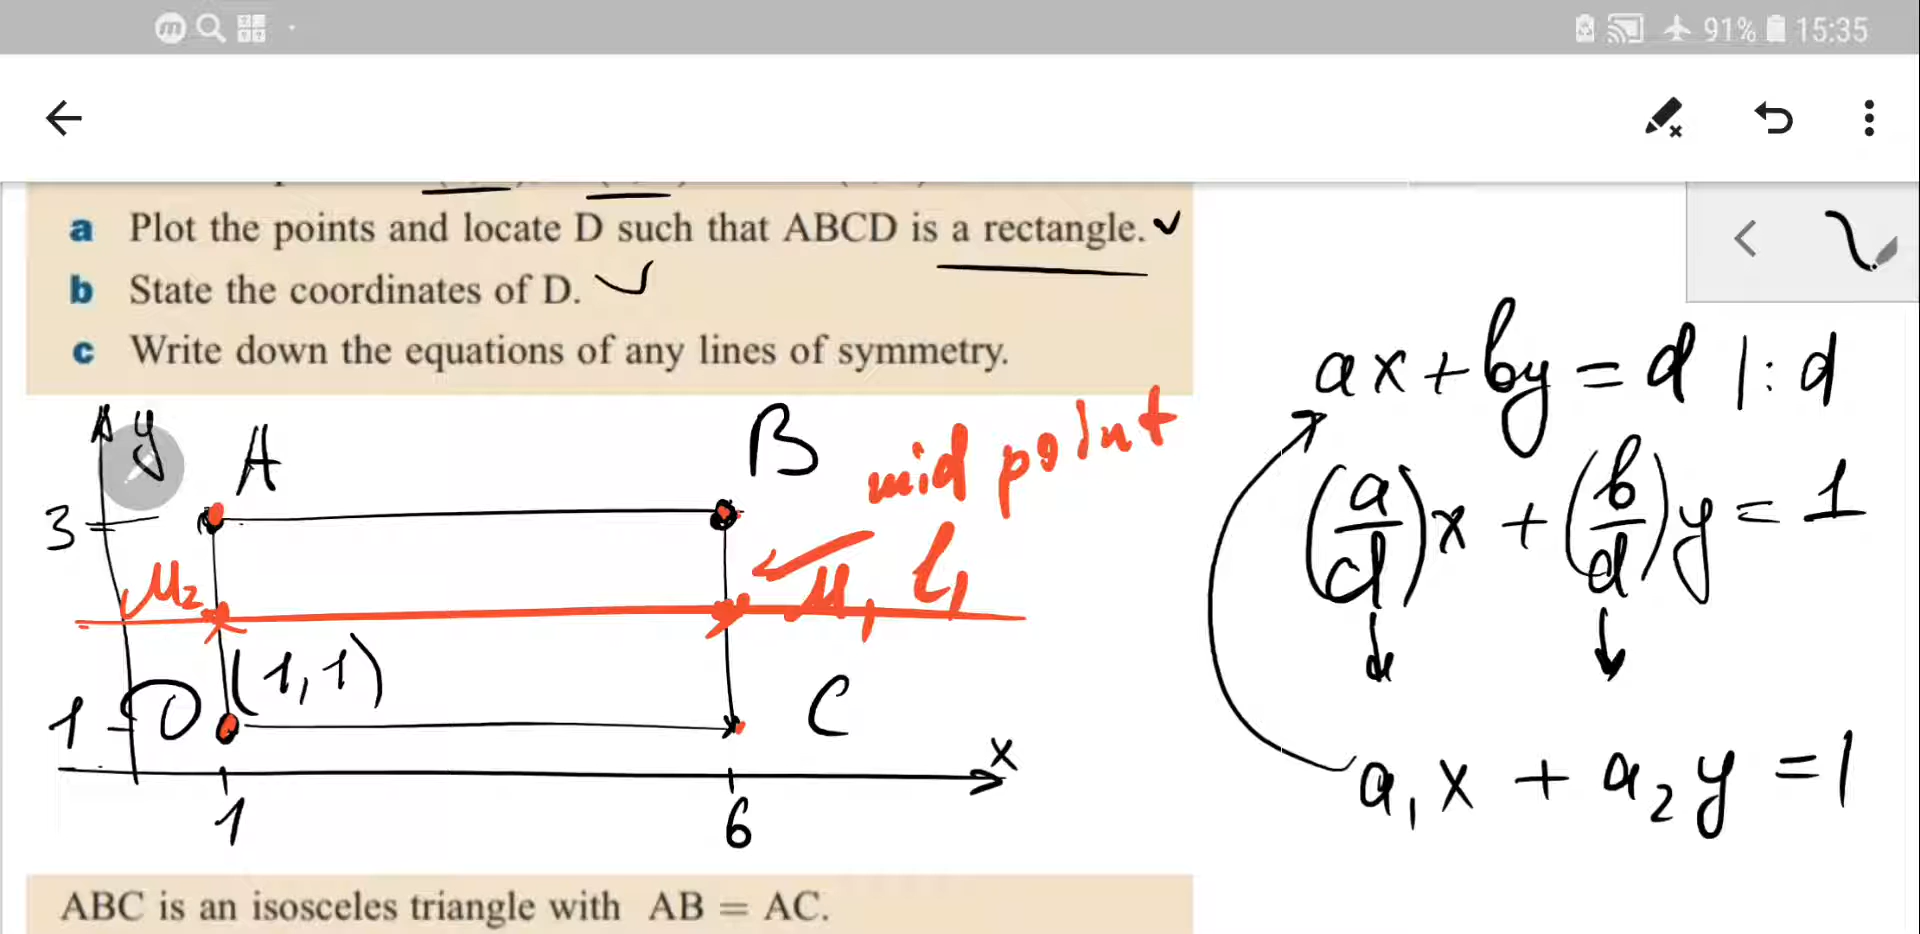 91% 15:35
a Plot the points and locate D such that ABCD is a rectangle.
b State the coordinates of D.
c Write down the equations of any lines of symmetry.
y
A
B
mid point
3
M₂
M₁ l₁
(1,1)
1
D
C
x
1
6
ax+by=d |:d
(a/d)x + (b/d)y = 1
a₁x + a₂y = 1
ABC is an isosceles triangle with AB = AC.